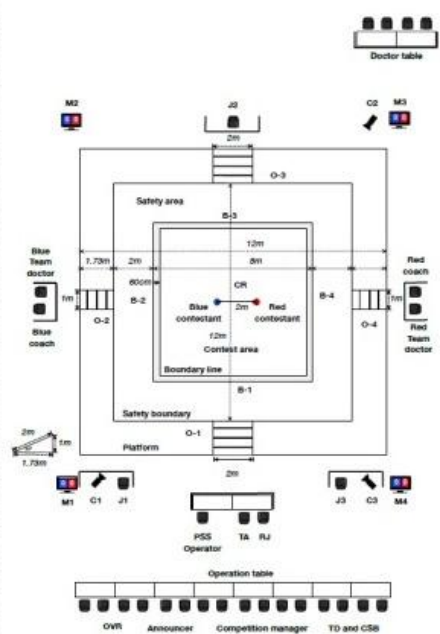 Doctor table
M2
J2
C2
M3
2m
O-3
Safety area
B-3
12m
1.73m
2m
8m
60cm
Blue
Team
doctor
Red
coach
CR
1m
B-2
B-4
1m
Blue
contestant
2m
Red
contestant
O-2
O-4
Blue
coach
Red
Team
doctor
12m
Contest area
Boundary line
B-1
Safety boundary
O-1
2m
1m
1.73m
Platform
2m
M1
C1
J1
J3
C3
M4
PSS
Operator
TA
RJ
Operation table
OVR
Announcer
Competition manager
TD and CSB